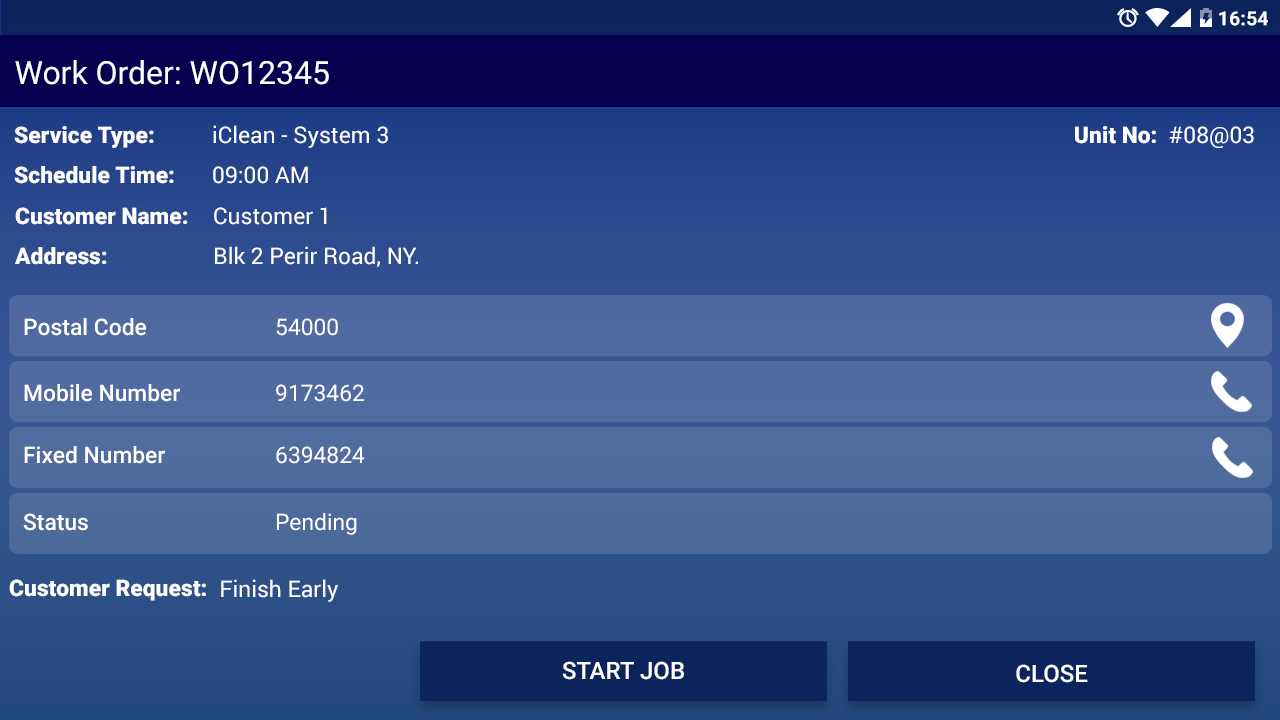 16:54
Work Order: WO12345
Service Type: iClean - System 3 Unit No: #08@03
Schedule Time: 09:00 AM
Customer Name: Customer 1
Address: Blk 2 Perir Road, NY.
Postal Code 54000
Mobile Number 9173462
Fixed Number 6394824
Status Pending
Customer Request: Finish Early
START JOB CLOSE